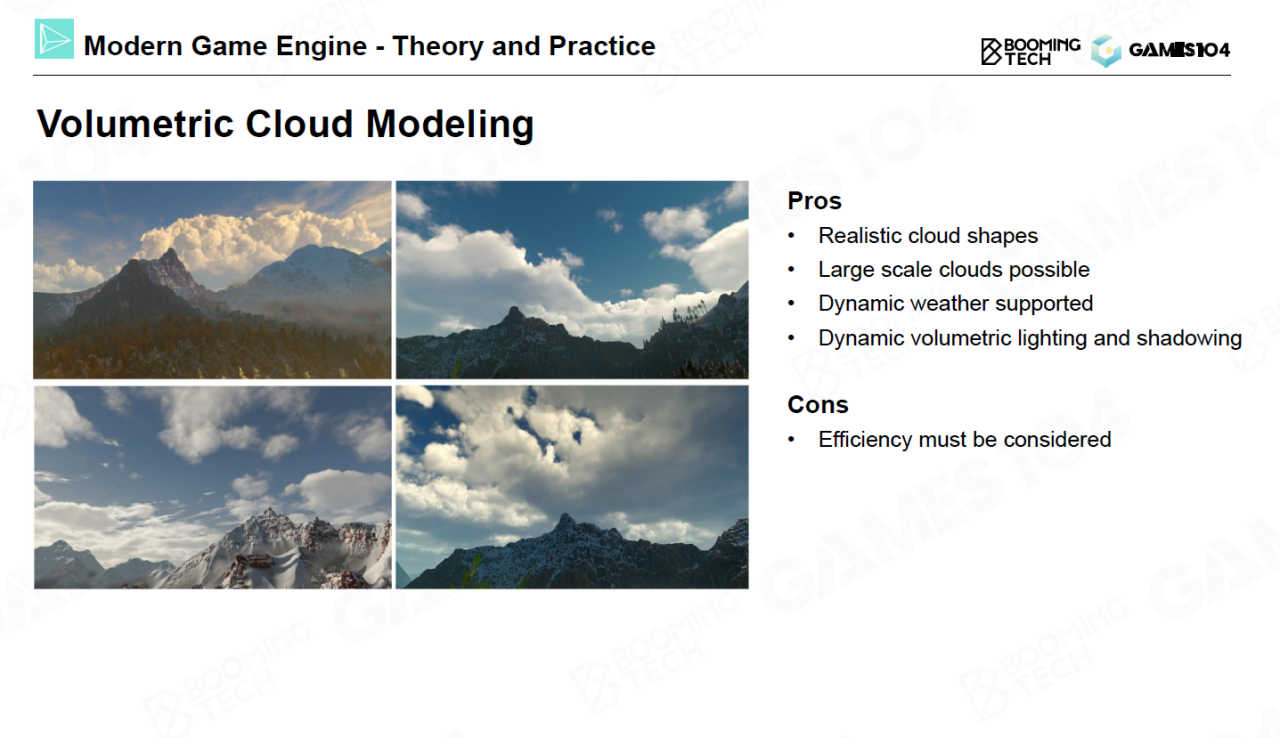 Modern Game Engine - Theory and Practice
BOOMING
TECH
GAMES104
Volumetric Cloud Modeling
Pros
• Realistic cloud shapes
• Large scale clouds possible
• Dynamic weather supported
• Dynamic volumetric lighting and shadowing
Cons
• Efficiency must be considered